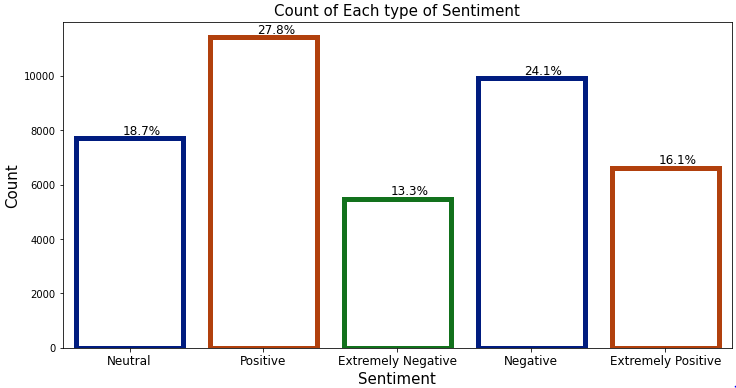 Count of Each type of Sentiment
27.8%
24.1%
18.7%
16.1%
13.3%
10000
8000
6000
4000
2000
0
Count
Neutral Positive Extremely Negative Negative Extremely Positive
Sentiment